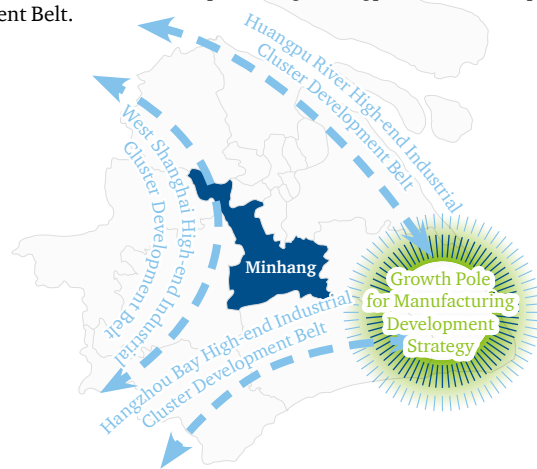 ent Belt.
Huangpu River High-end Industrial
Cluster Development Belt
West Shanghai High-end Industrial
Cluster Development Belt
Minhang
Growth Pole
for Manufacturing
Development
Strategy
Hangzhou Bay High-end Industrial
Cluster Development Belt